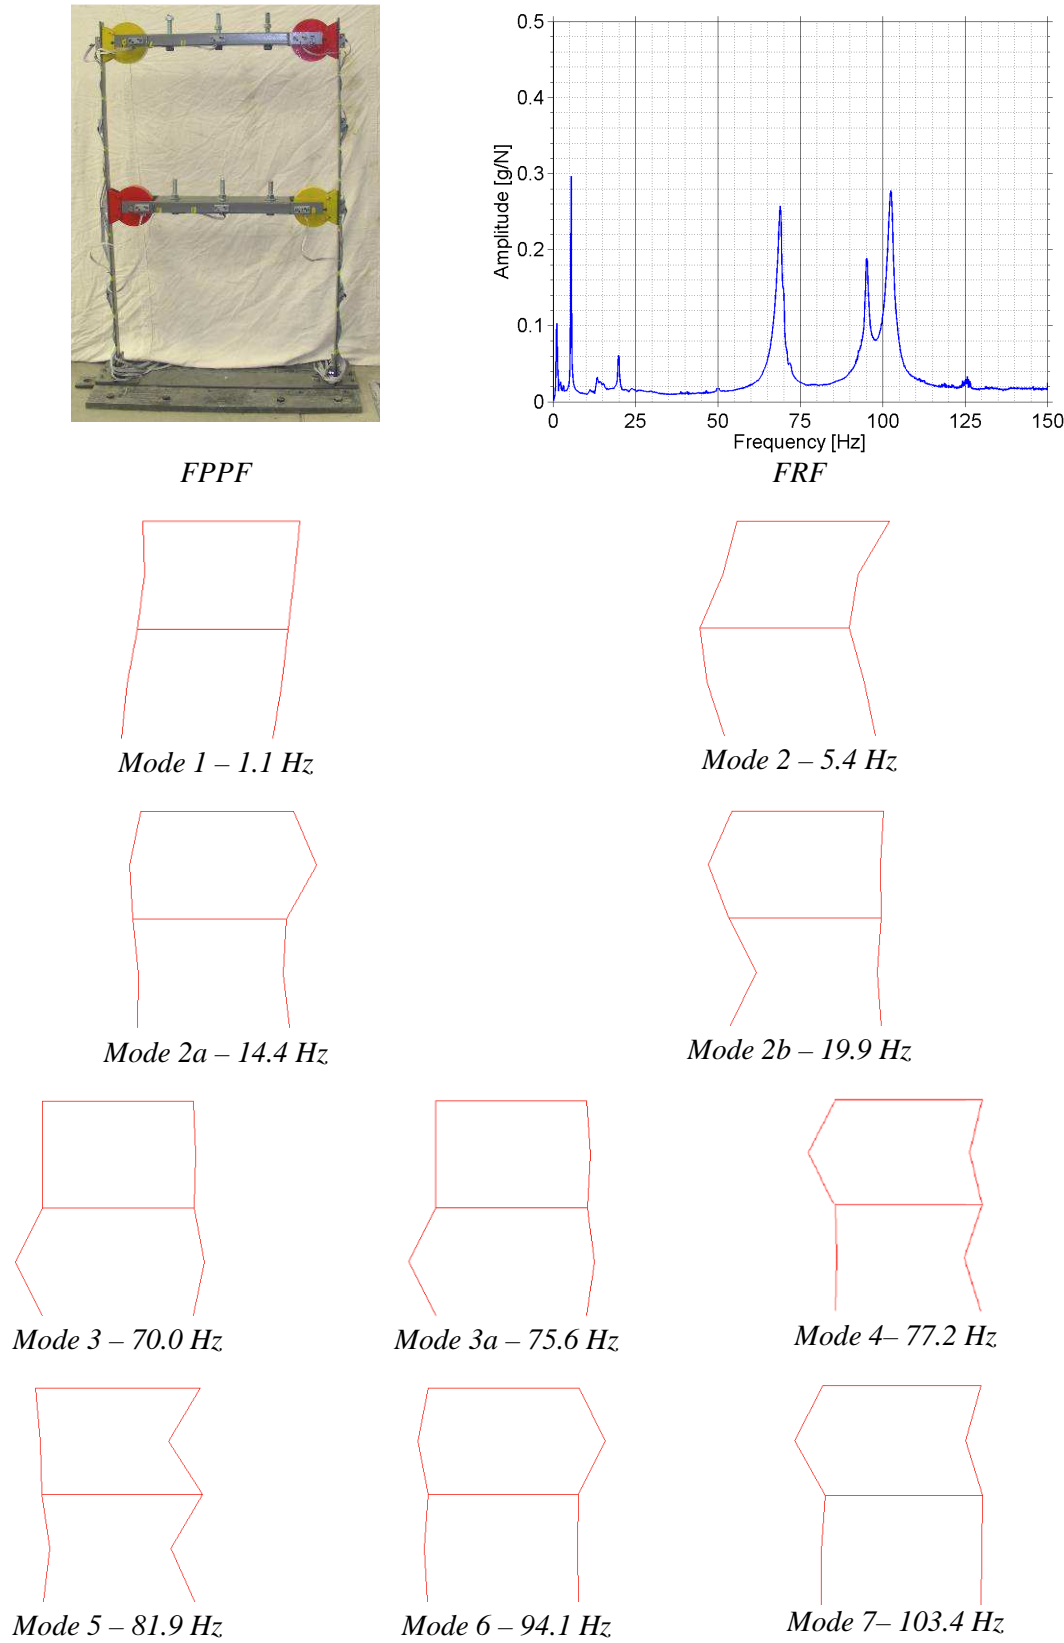 0.5
0.4
0.3
0.2
0.1
0
Amplitude [g/N]
0 25 50 75 100 125 150
Frequency [Hz]
FPPF FRF
Mode 1 – 1.1 Hz Mode 2 – 5.4 Hz
Mode 2a – 14.4 Hz Mode 2b – 19.9 Hz
Mode 3 – 70.0 Hz Mode 3a – 75.6 Hz Mode 4– 77.2 Hz
Mode 5 – 81.9 Hz Mode 6 – 94.1 Hz Mode 7– 103.4 Hz